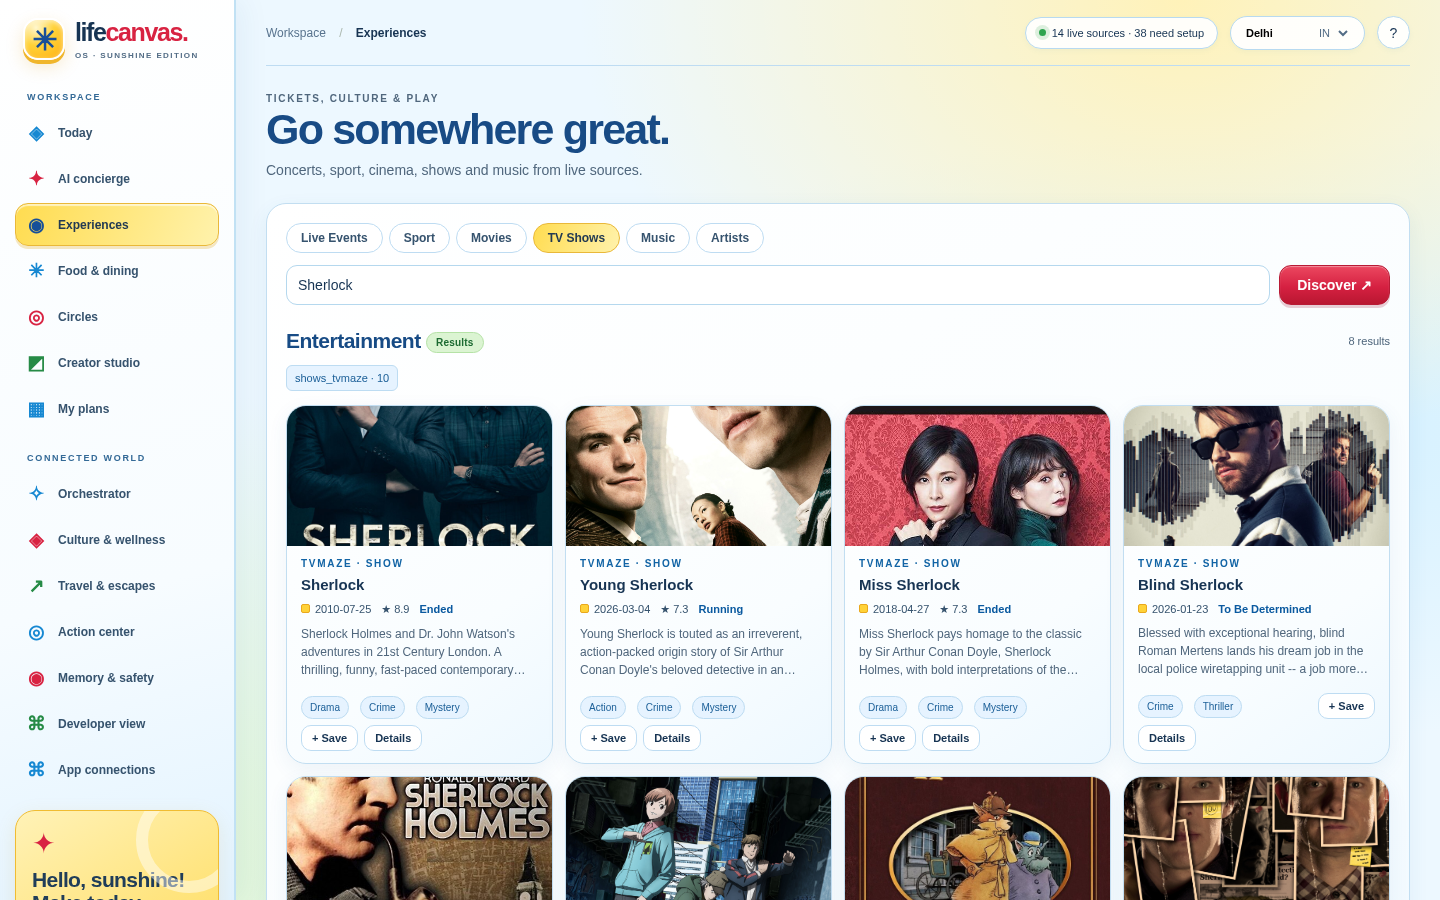 lifecanvas.
OS · SUNSHINE EDITION
WORKSPACE
Today
AI concierge
Experiences
Food & dining
Circles
Creator studio
My plans
CONNECTED WORLD
Orchestrator
Culture & wellness
Travel & escapes
Action center
Memory & safety
Developer view
App connections
Hello, sunshine!
Workspace / Experiences
14 live sources · 38 need setup
Delhi IN
?
TICKETS, CULTURE & PLAY
Go somewhere great.
Concerts, sport, cinema, shows and music from live sources.
Live Events Sport Movies TV Shows Music Artists
Sherlock
Discover ↗
Entertainment Results
8 results
shows_tvmaze · 10
SHERLOCK
TVMAZE · SHOW
Sherlock
2010-07-25 ★ 8.9 Ended
Sherlock Holmes and Dr. John Watson's
adventures in 21st Century London. A
thrilling, funny, fast-paced contemporary…
Drama Crime Mystery
+ Save Details
TVMAZE · SHOW
Young Sherlock
2026-03-04 ★ 7.3 Running
Young Sherlock is touted as an irreverent,
action-packed origin story of Sir Arthur
Conan Doyle's beloved detective in an…
Action Crime Mystery
+ Save Details
TVMAZE · SHOW
Miss Sherlock
2018-04-27 ★ 7.3 Ended
Miss Sherlock pays homage to the classic
by Sir Arthur Conan Doyle, Sherlock
Holmes, with bold interpretations of the…
Drama Crime Mystery
+ Save Details
TVMAZE · SHOW
Blind Sherlock
2026-01-23 To Be Determined
Blessed with exceptional hearing, blind
Roman Mertens lands his dream job in the
local police wiretapping unit -- a job more…
Crime Thriller + Save
Details
RONALD HOWARD
SHERLOCK
HOLMES